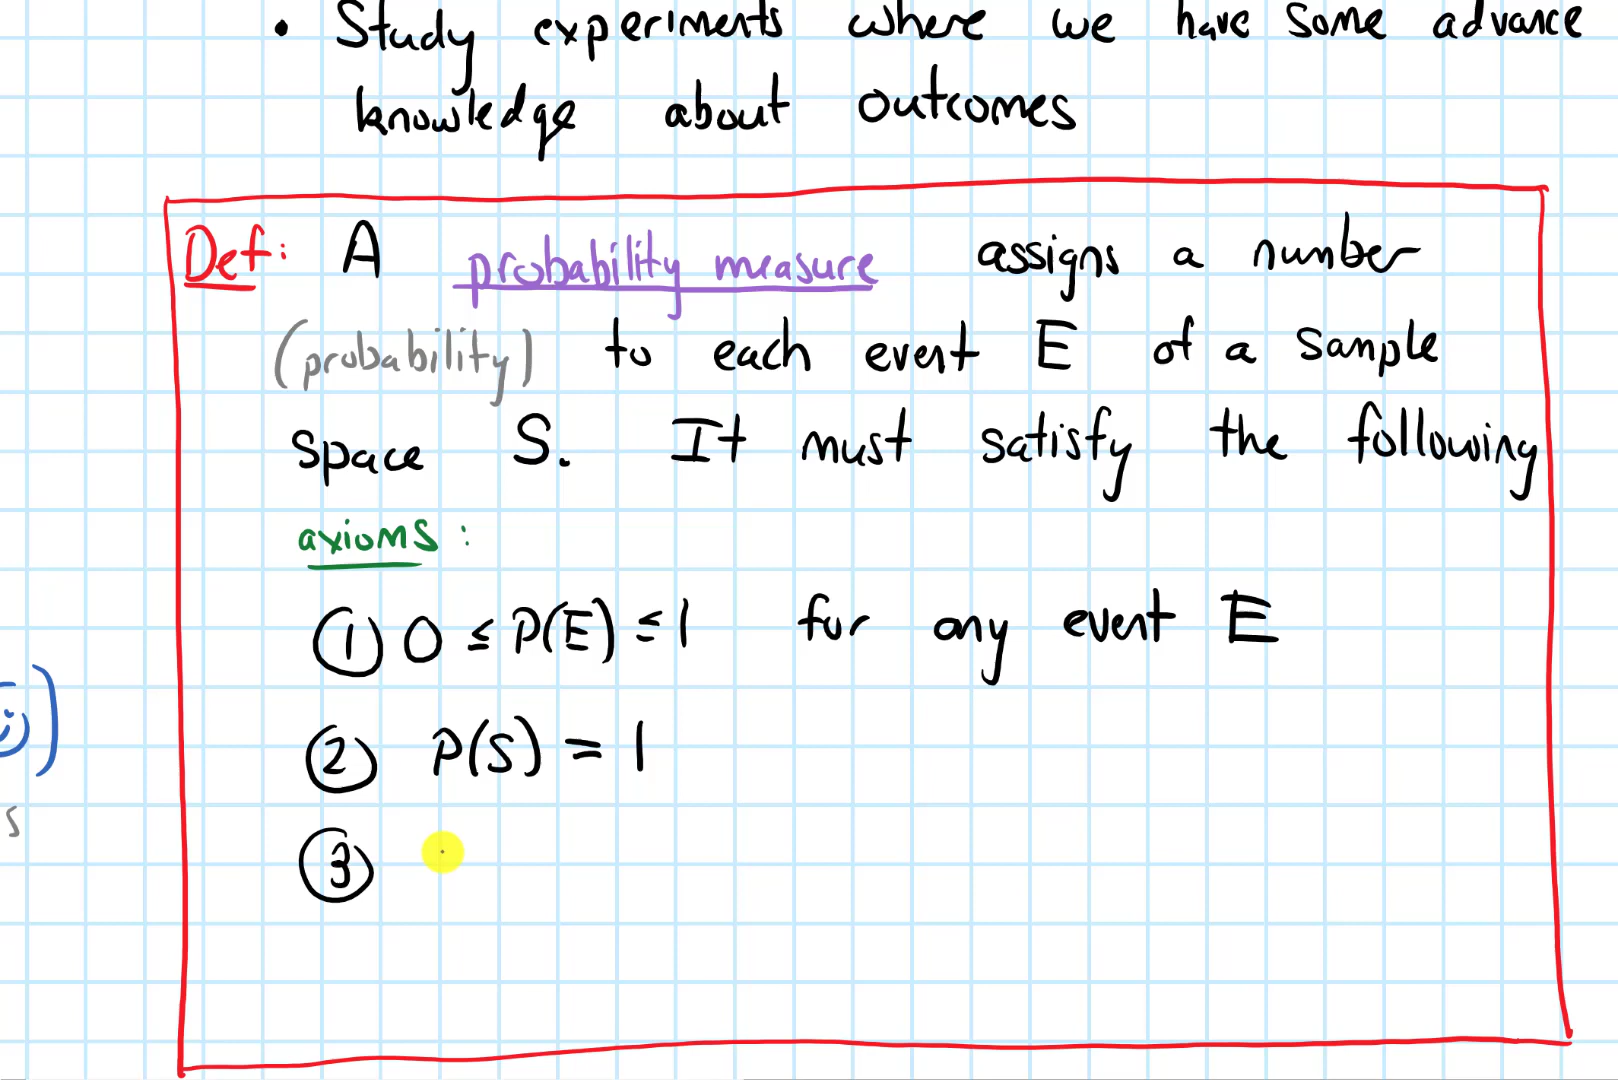 • Study experiments where we have some advance
knowledge about outcomes
Def: A probability measure assigns a number
(probability) to each event E of a sample
space S. It must satisfy the following
axioms:
① 0 ≤ P(E) ≤ 1 for any event E
② P(S) = 1
③
s